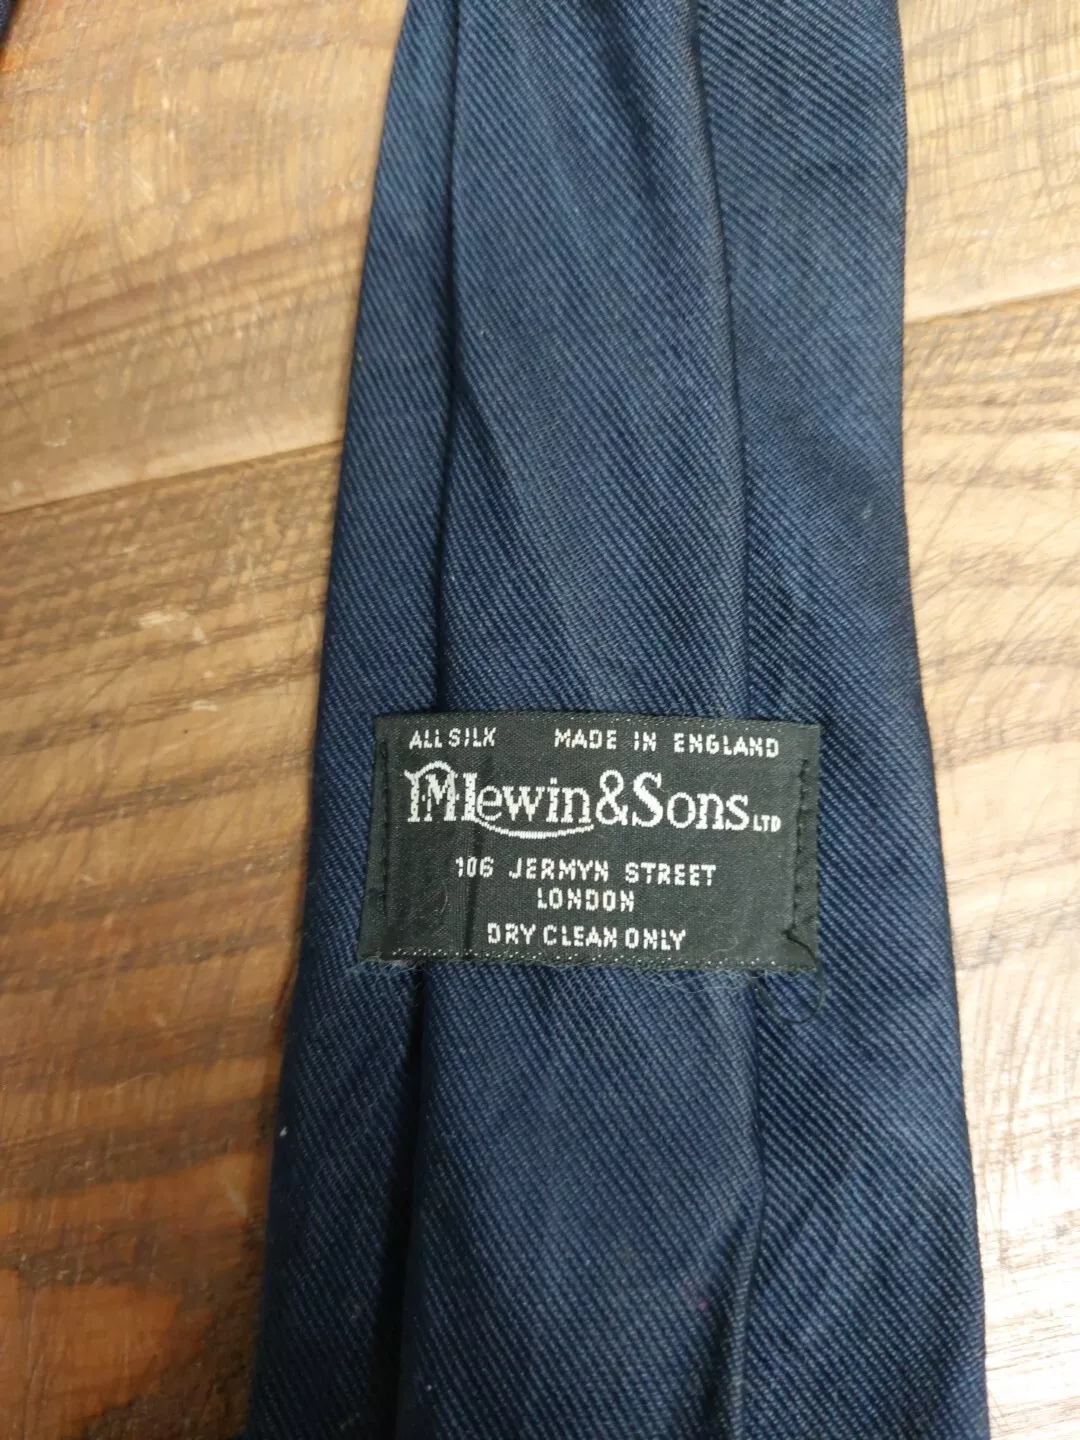 ALL SILK MADE IN ENGLAND
TMLewin&Sons LTD
106 JERMYN STREET
LONDON
DRY CLEAN ONLY